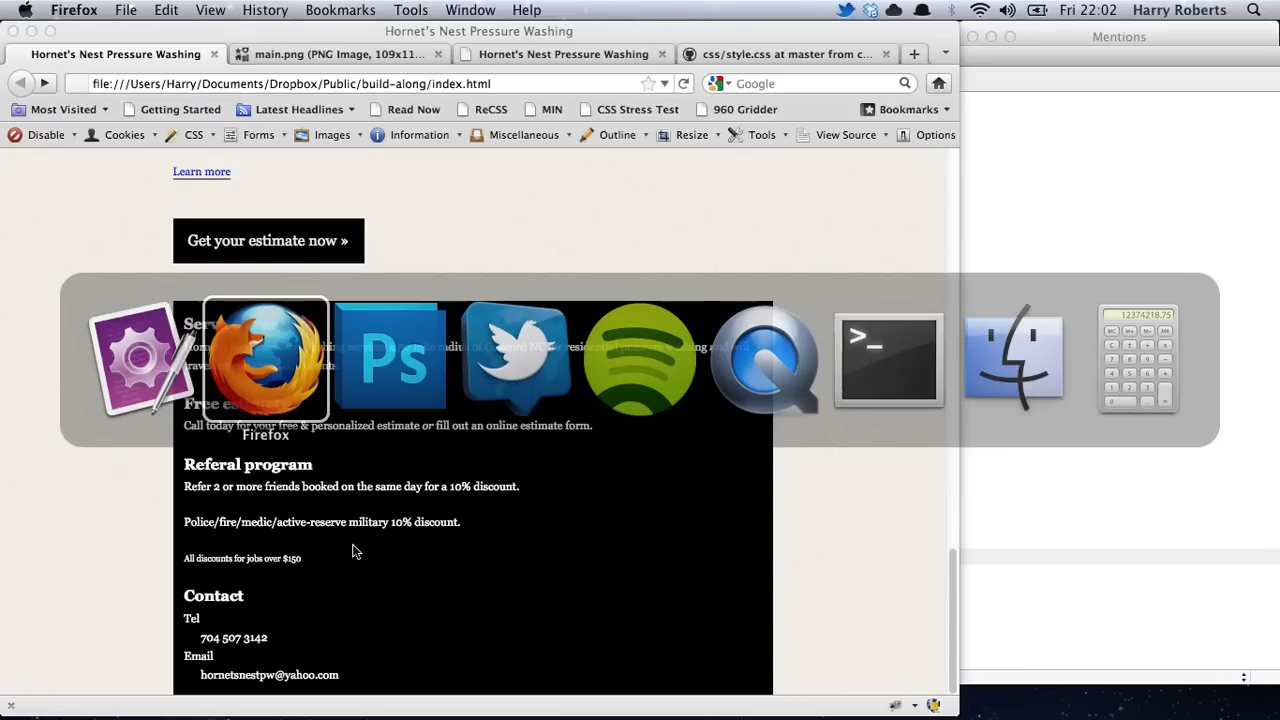 Firefox File Edit View History Bookmarks Tools Window Help Fri 22:02 Harry Roberts
Hornet's Nest Pressure Washing
Mentions
Hornet's Nest Pressure Washing main.png (PNG Image, 109x11... Hornet's Nest Pressure Washing css/style.css at master from c...
file:///Users/Harry/Documents/Dropbox/Public/build-along/index.html Google
Most Visited Getting Started Latest Headlines Read Now ReCSS MIN CSS Stress Test 960 Gridder Bookmarks
Disable Cookies CSS Forms Images Information Miscellaneous Outline Resize Tools View Source Options
Learn more
Get your estimate now »
12374218.75
Ps
>_
Firefox
Call today for your free & personalized estimate or fill out an online estimate form.
Referal program
Refer 2 or more friends booked on the same day for a 10% discount.
Police/fire/medic/active-reserve military 10% discount.
All discounts for jobs over $150
Contact
Tel
704 507 3142
Email
hornetsnestpw@yahoo.com